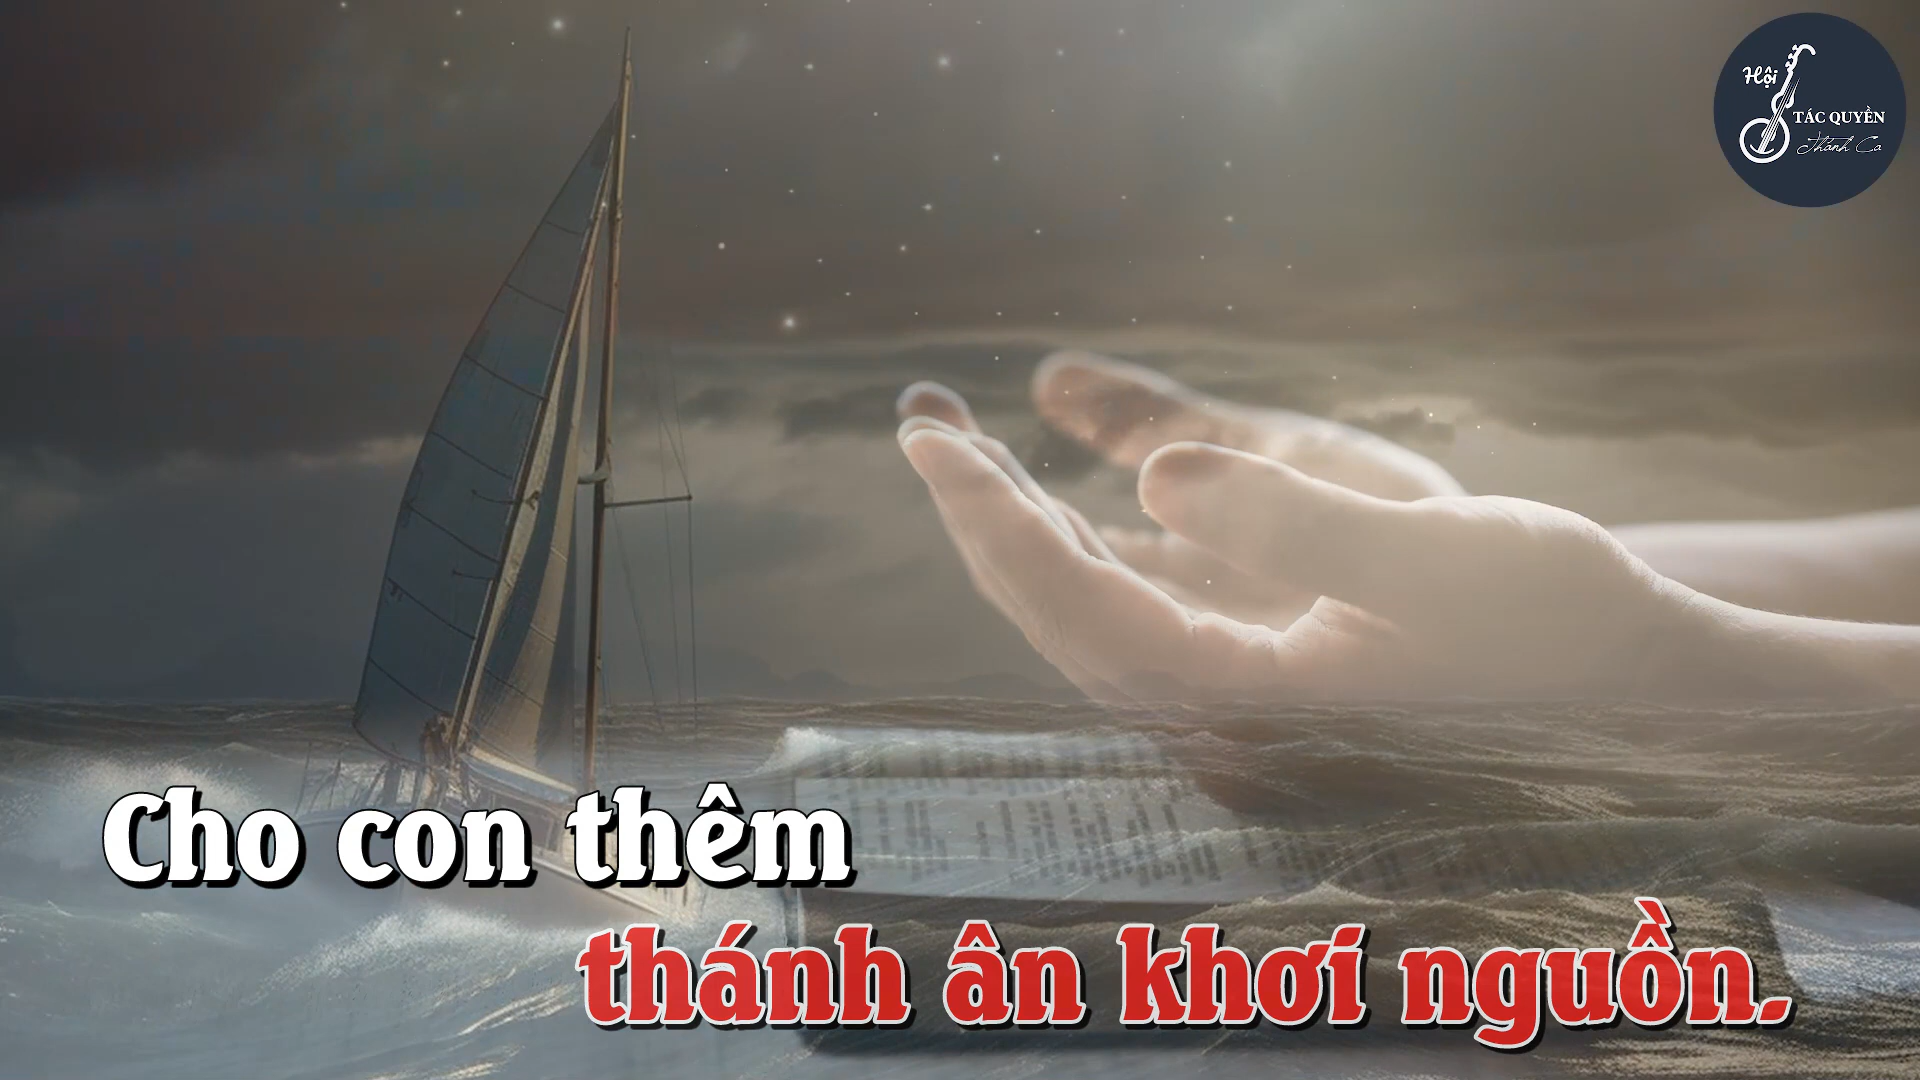 Hội
TÁC QUYỀN
Thánh Ca
Cho con thêm
thánh ân khơi nguồn.